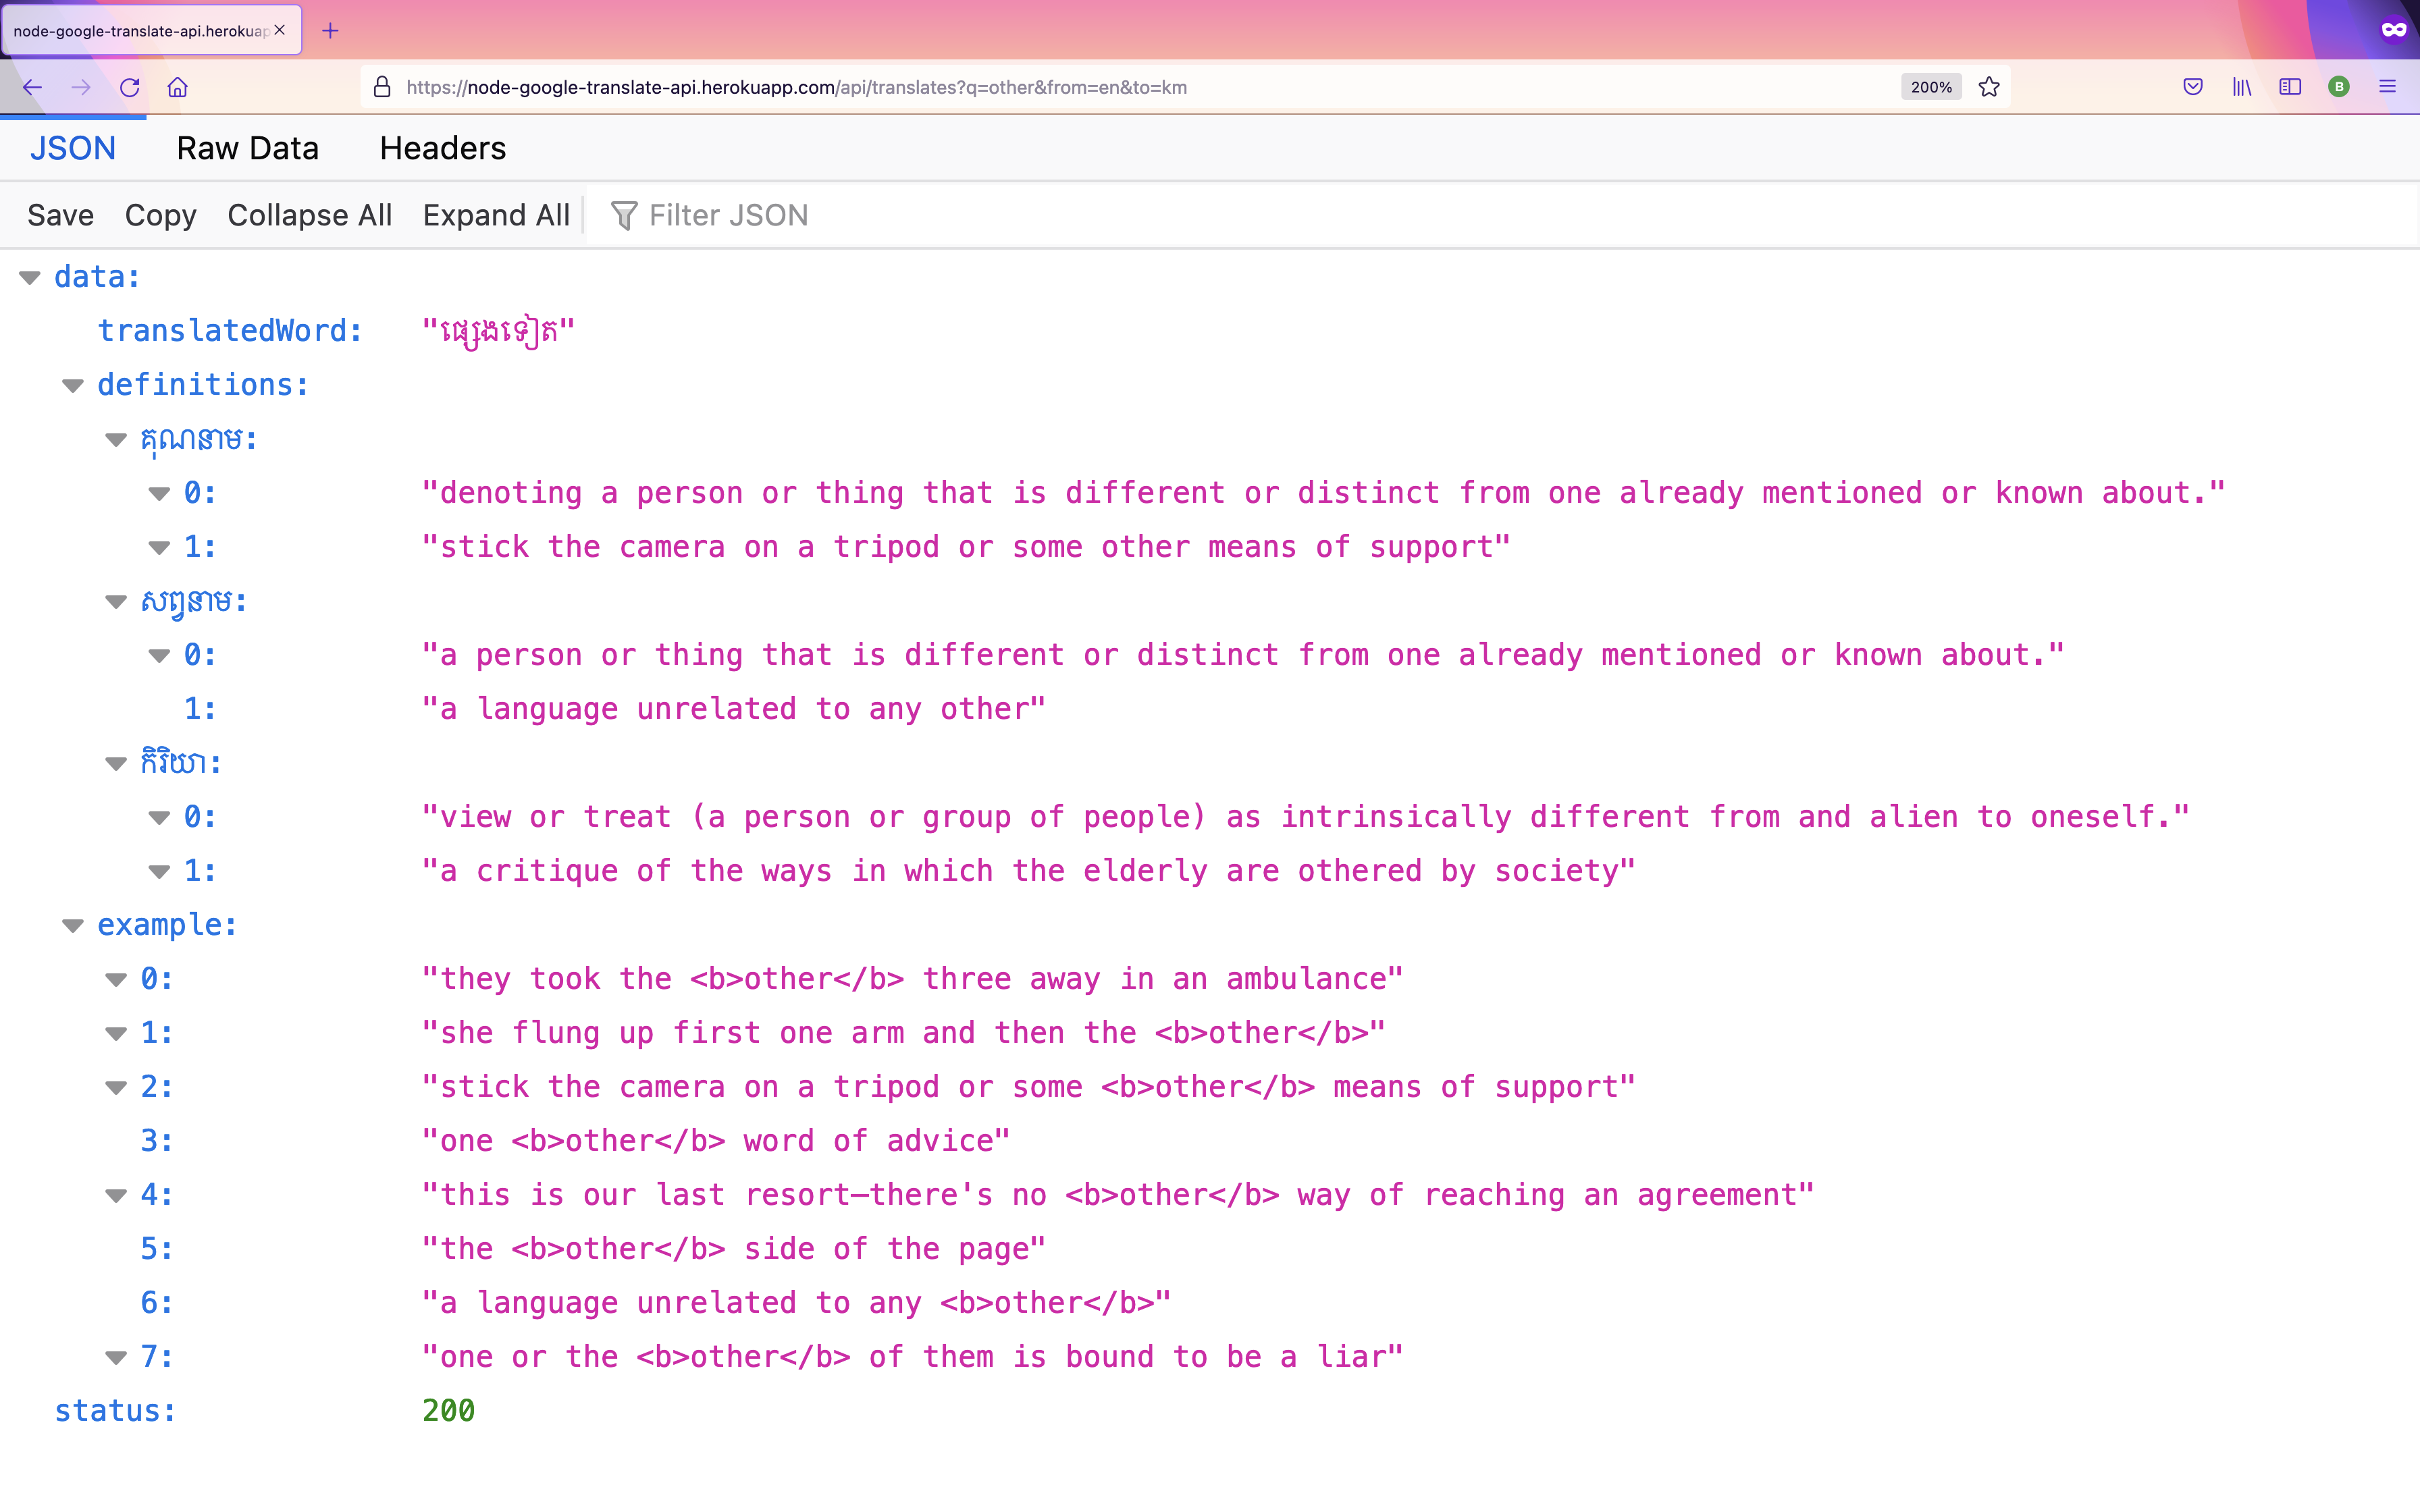 node-google-translate-api.herokuap
https://node-google-translate-api.herokuapp.com/api/translates?q=other&from=en&to=km
200%
B
JSON Raw Data Headers
Save Copy Collapse All Expand All Filter JSON
data:
translatedWord: "ផ្សេងទៀត"
definitions:
គុណនាម:
0: "denoting a person or thing that is different or distinct from one already mentioned or known about."
1: "stick the camera on a tripod or some other means of support"
សព្វនាម:
0: "a person or thing that is different or distinct from one already mentioned or known about."
1: "a language unrelated to any other"
កិរិយា:
0: "view or treat (a person or group of people) as intrinsically different from and alien to oneself."
1: "a critique of the ways in which the elderly are othered by society"
example:
0: "they took the <b>other</b> three away in an ambulance"
1: "she flung up first one arm and then the <b>other</b>"
2: "stick the camera on a tripod or some <b>other</b> means of support"
3: "one <b>other</b> word of advice"
4: "this is our last resort—there's no <b>other</b> way of reaching an agreement"
5: "the <b>other</b> side of the page"
6: "a language unrelated to any <b>other</b>"
7: "one or the <b>other</b> of them is bound to be a liar"
status: 200